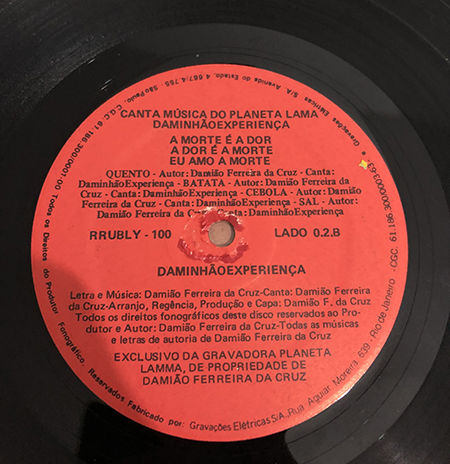 Gravações Elétricas S/A. Avenida do Estado, 4.667/4.755. São Paulo. C.G.C. 61.186.300/0001.00 Todos os Direitos do Produtor Fonográfico. Reservados Fabricado por: Gravações Elétricas S/A. Rua Aguiar Moreira 639. Rio de Janeiro. CGC. 61.186.300/0003-63
CANTA MÚSICA DO PLANETA LAMA
DAMINHÃOEXPERIENÇA
A MORTE É A DOR
A DOR É A MORTE
EU AMO A MORTE
QUENTO - Autor: Damião Ferreira da Cruz - Canta:
DaminhãoExperiença - BATATA - Autor: Damião Ferreira da
Cruz - Canta: DaminhãoExperiença - CEBOLA - Autor: Damião
Ferreira da Cruz - Canta: DaminhãoExperiença - SAL - Autor:
Damião Ferreira da Cruz Canta: DaminhãoExperiença
RRUBLY - 100 LADO 0.2.B
DAMINHÃOEXPERIENÇA
Letra e Música: Damião Ferreira da Cruz-Canta: Damião Ferreira
da Cruz-Arranjo, Regência, Produção e Capa: Damião F. da Cruz
Todos os direitos fonográficos deste disco reservados ao Pro-
dutor e Autor: Damião Ferreira da Cruz-Todas as músicas
e letras de autoria de Damião Ferreira da Cruz
EXCLUSIVO DA GRAVADORA PLANETA
LAMMA, DE PROPRIEDADE DE
DAMIÃO FERREIRA DA CRUZ